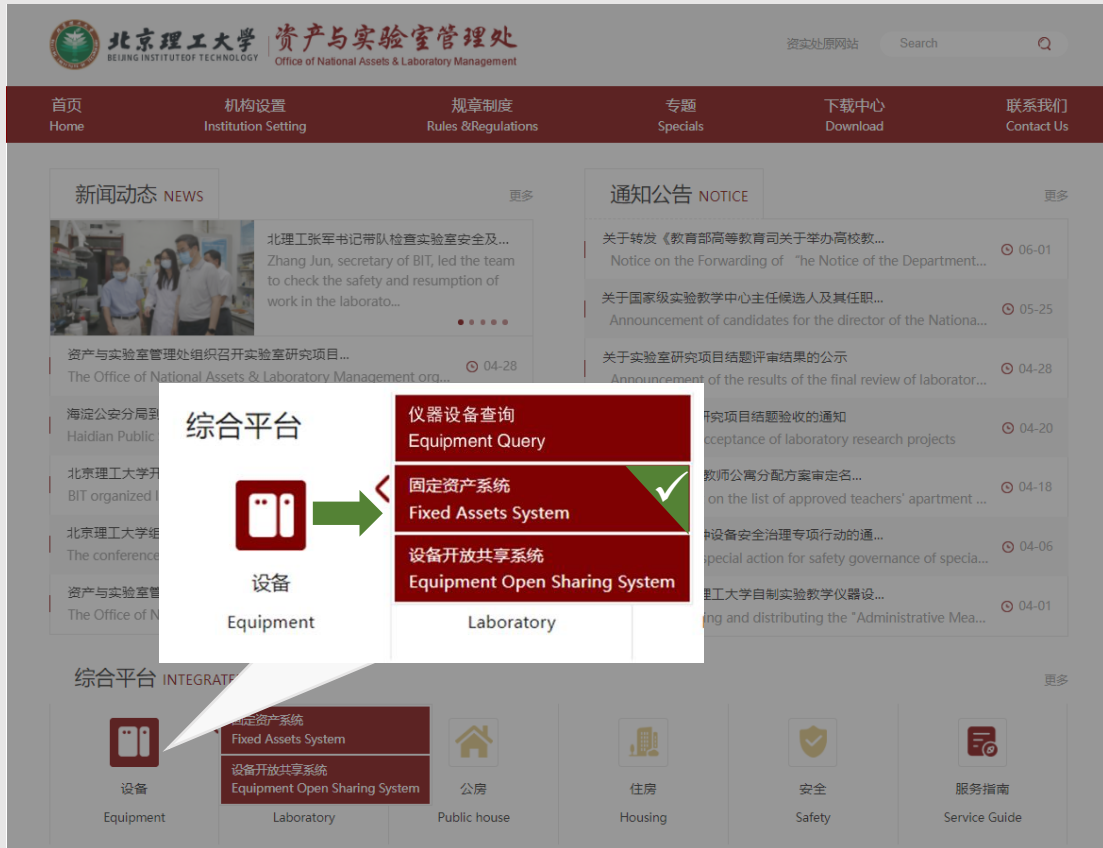 北京理工大学
BEIJING INSTITUTEOF TECHNOLOGY
资产与实验室管理处
Office of National Assets & Laboratory Management
资实处原网站
Search
首页
Home
机构设置
Institution Setting
规章制度
Rules &Regulations
专题
Specials
下载中心
Download
联系我们
Contact Us
新闻动态 NEWS
更多
北理工张军书记带队检查实验室安全及...
Zhang Jun, secretary of BIT, led the team
to check the safety and resumption of
work in the laborato...
资产与实验室管理处组织召开实验室研究项目...
The Office of National Assets & Laboratory Management org...
04-28
海淀公安分局到
Haidian Public
北京理工大学开
BIT organized
北京理工大学组
The conference
资产与实验室管
The Office of N
通知公告 NOTICE
更多
关于转发《教育部高等教育司关于举办高校教...
Notice on the Forwarding of "he Notice of the Department...
06-01
关于国家级实验教学中心主任候选人及其任职...
Announcement of candidates for the director of the Nationa...
05-25
关于实验室研究项目结题评审结果的公示
Announcement of the results of the final review of laborator...
04-28
研究项目结题验收的通知
cceptance of laboratory research projects
04-20
教师公寓分配方案审定名...
on the list of approved teachers' apartment ...
04-18
设备安全治理专项行动的通...
special action for safety governance of specia...
04-06
理工大学自制实验教学仪器设...
ing and distributing the "Administrative Mea...
04-01
综合平台
设备
Equipment
仪器设备查询
Equipment Query
固定资产系统
Fixed Assets System
设备开放共享系统
Equipment Open Sharing System
Laboratory
综合平台 INTEGRATE
更多
固定资产系统
Fixed Assets System
设备开放共享系统
Equipment Open Sharing System
设备
Equipment
Laboratory
公房
Public house
住房
Housing
安全
Safety
服务指南
Service Guide